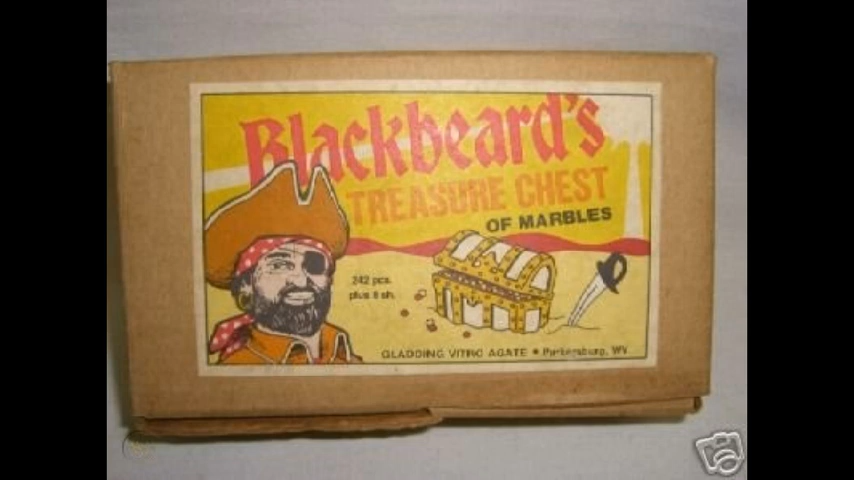 Blackbeard's
TREASURE CHEST
OF MARBLES
242 pcs.
plus 8 sh.
GLADDING VITRO AGATE • Parkersburg, WV